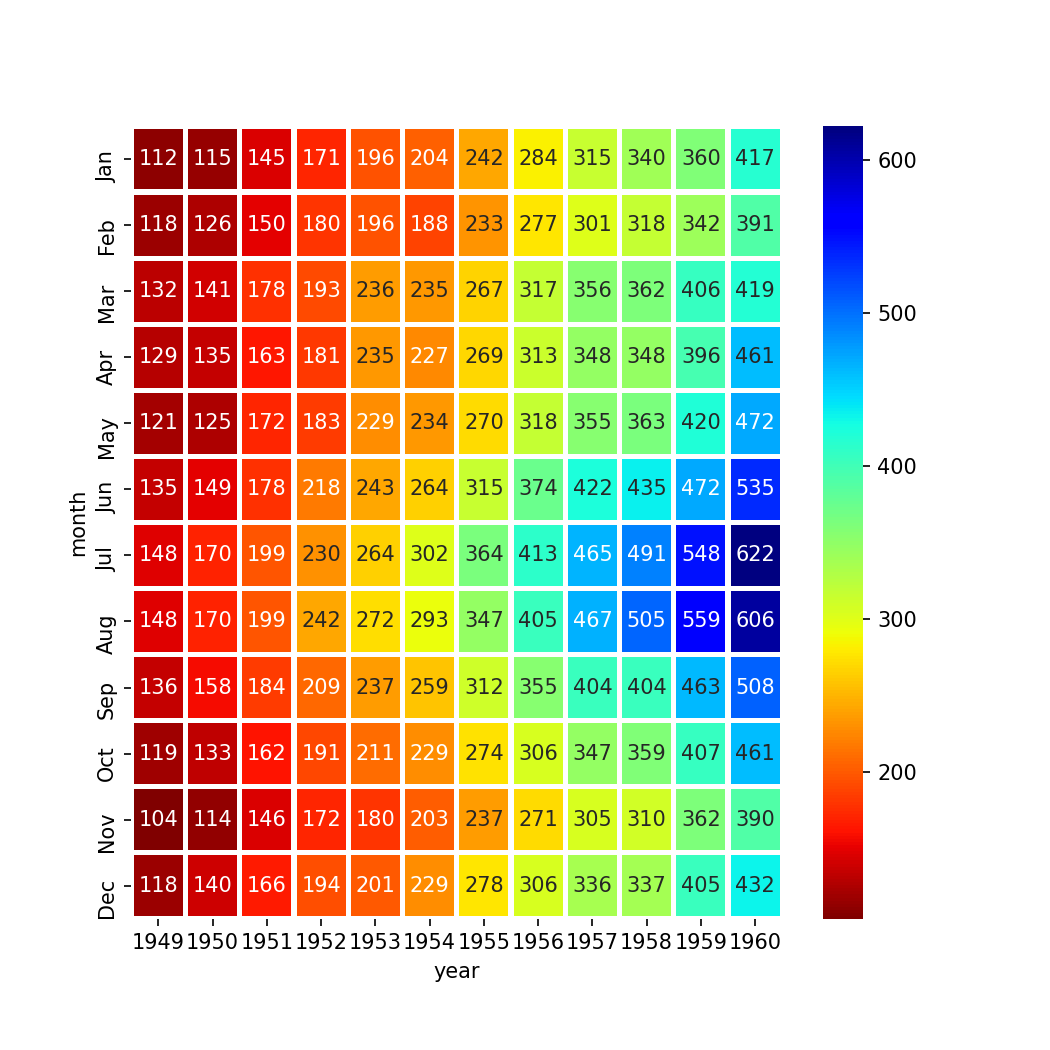 Jan 112 115 145 171 196 204 242 284 315 340 360 417
Feb 118 126 150 180 196 188 233 277 301 318 342 391
Mar 132 141 178 193 236 235 267 317 356 362 406 419
Apr 129 135 163 181 235 227 269 313 348 348 396 461
May 121 125 172 183 229 234 270 318 355 363 420 472
Jun 135 149 178 218 243 264 315 374 422 435 472 535
Jul 148 170 199 230 264 302 364 413 465 491 548 622
Aug 148 170 199 242 272 293 347 405 467 505 559 606
Sep 136 158 184 209 237 259 312 355 404 404 463 508
Oct 119 133 162 191 211 229 274 306 347 359 407 461
Nov 104 114 146 172 180 203 237 271 305 310 362 390
Dec 118 140 166 194 201 229 278 306 336 337 405 432
1949 1950 1951 1952 1953 1954 1955 1956 1957 1958 1959 1960
year
month
600
500
400
300
200